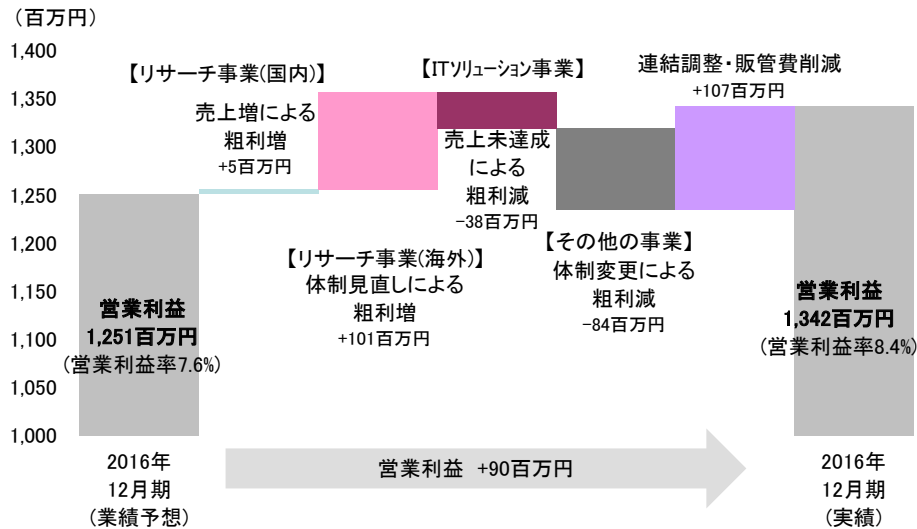 （百万円）
1,400
1,350
1,300
1,250
1,200
1,150
1,100
1,050
1,000
【リサーチ事業(国内)】
売上増による
粗利増
+5百万円
【リサーチ事業(海外)】
体制見直しによる
粗利増
+101百万円
【ITソリューション事業】
売上未達成
による
粗利減
−38百万円
【その他の事業】
体制変更による
粗利減
−84百万円
連結調整・販管費削減
+107百万円
営業利益
1,251百万円
(営業利益率7.6%)
営業利益
1,342百万円
(営業利益率8.4%)
2016年
12月期
(業績予想)
営業利益 +90百万円
2016年
12月期
(実績)